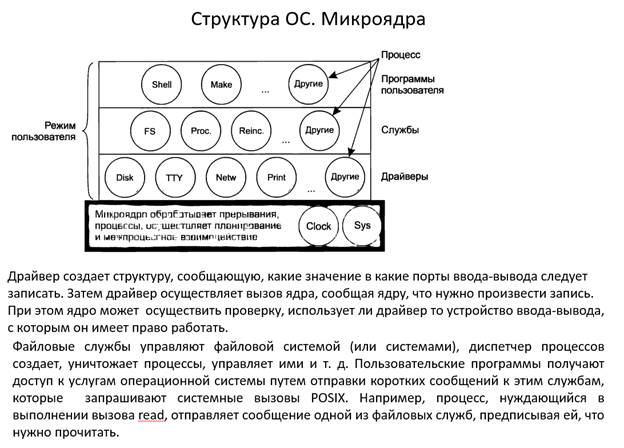 Структура ОС. Микроядра
Процесс
Shell
Make
...
Другие
Программы
пользователя
Режим
пользователя
FS
Proc.
Reinc.
...
Другие
Службы
Disk
TTY
Netw
Print
...
Другие
Драйверы
Микроядро обрабатывает прерывания,
процессы, осуществляет планирование
и межпроцессное взаимодействие
Clock
Sys
Драйвер создает структуру, сообщающую, какие значение в какие порты ввода-вывода следует
записать. Затем драйвер осуществляет вызов ядра, сообщая ядру, что нужно произвести запись.
При этом ядро может осуществить проверку, использует ли драйвер то устройство ввода-вывода,
с которым он имеет право работать.
Файловые службы управляют файловой системой (или системами), диспетчер процессов
создает, уничтожает процессы, управляет ими и т. д. Пользовательские программы получают
доступ к услугам операционной системы путем отправки коротких сообщений к этим службам,
которые запрашивают системные вызовы POSIX. Например, процесс, нуждающийся в
выполнении вызова read, отправляет сообщение одной из файловых служб, предписывая ей, что
нужно прочитать.